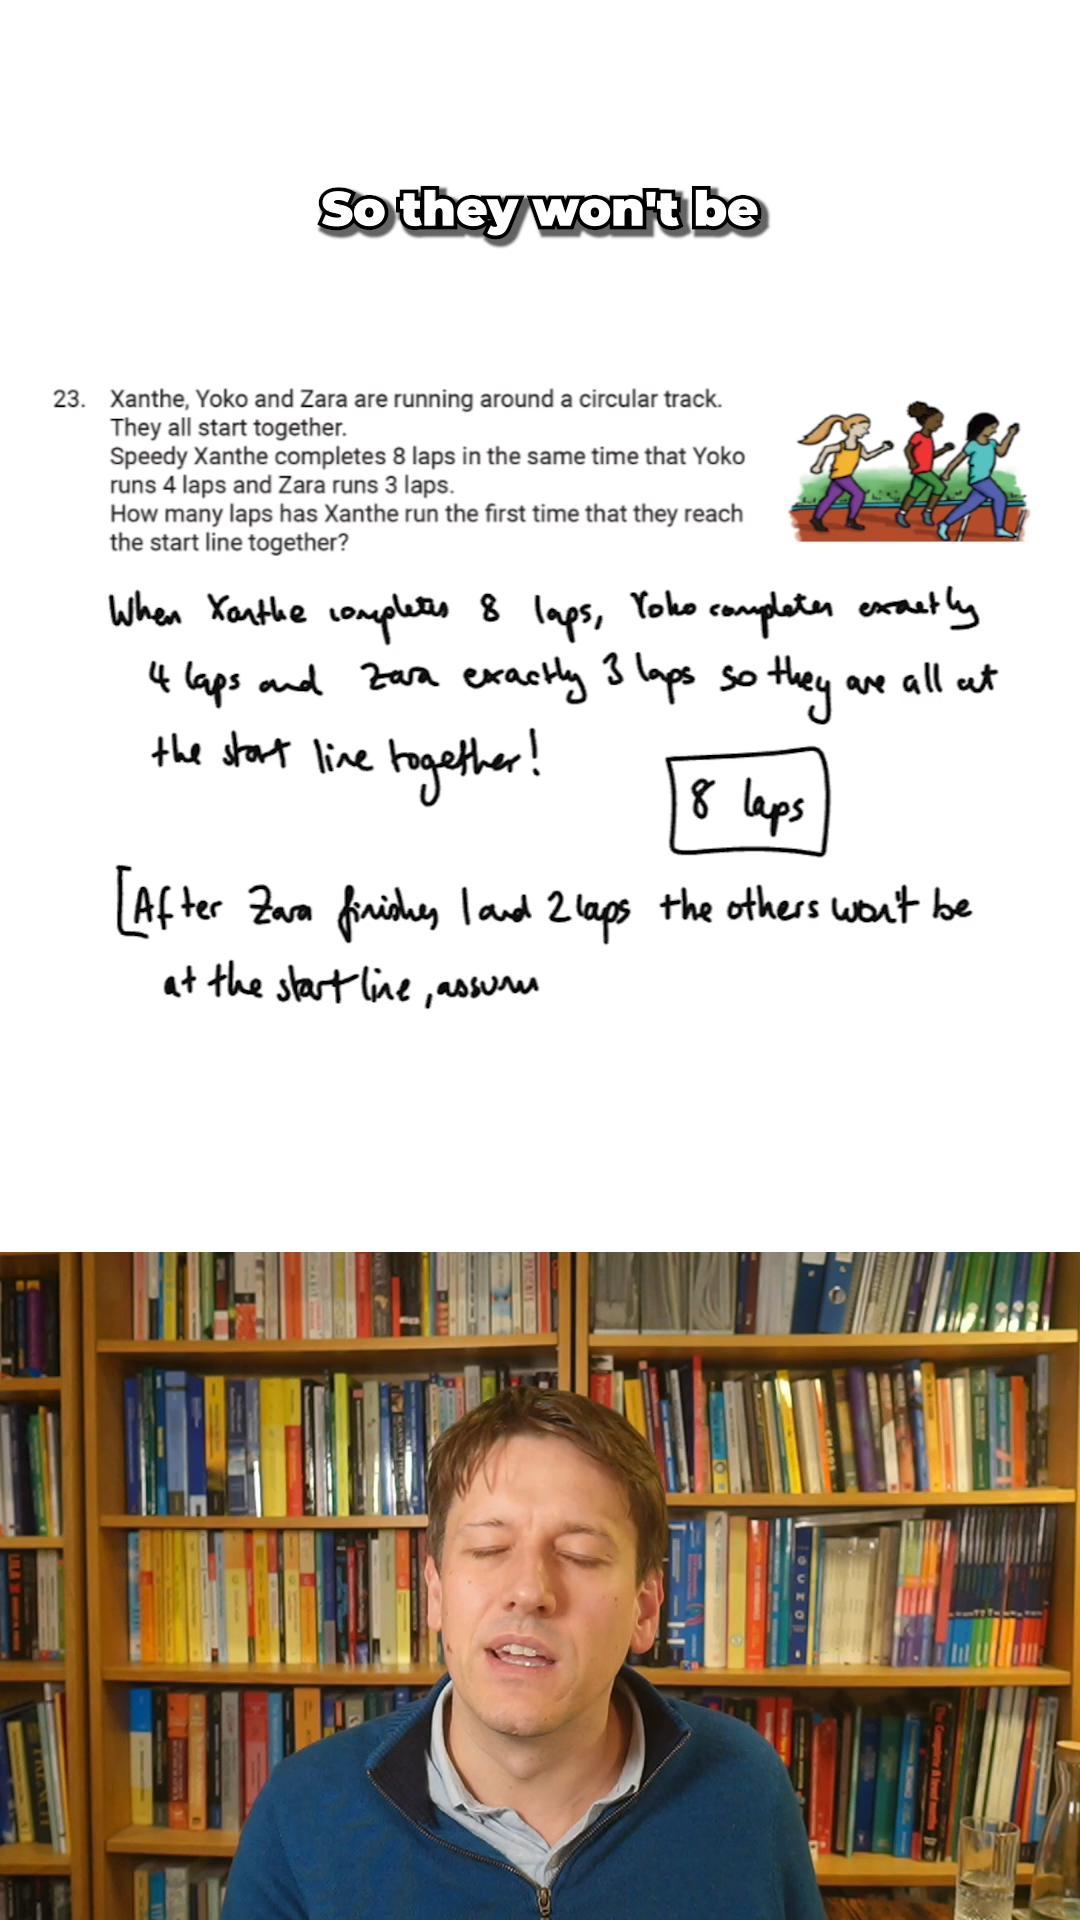 So they won't be
23. Xanthe, Yoko and Zara are running around a circular track.
They all start together.
Speedy Xanthe completes 8 laps in the same time that Yoko
runs 4 laps and Zara runs 3 laps.
How many laps has Xanthe run the first time that they reach
the start line together?
When Xanthe completes 8 laps, Yoko completes exactly
4 laps and Zara exactly 3 laps so they are all at
the start line together!
8 laps
[After Zara finishes 1 and 2 laps the others won't be
at the start line, assum